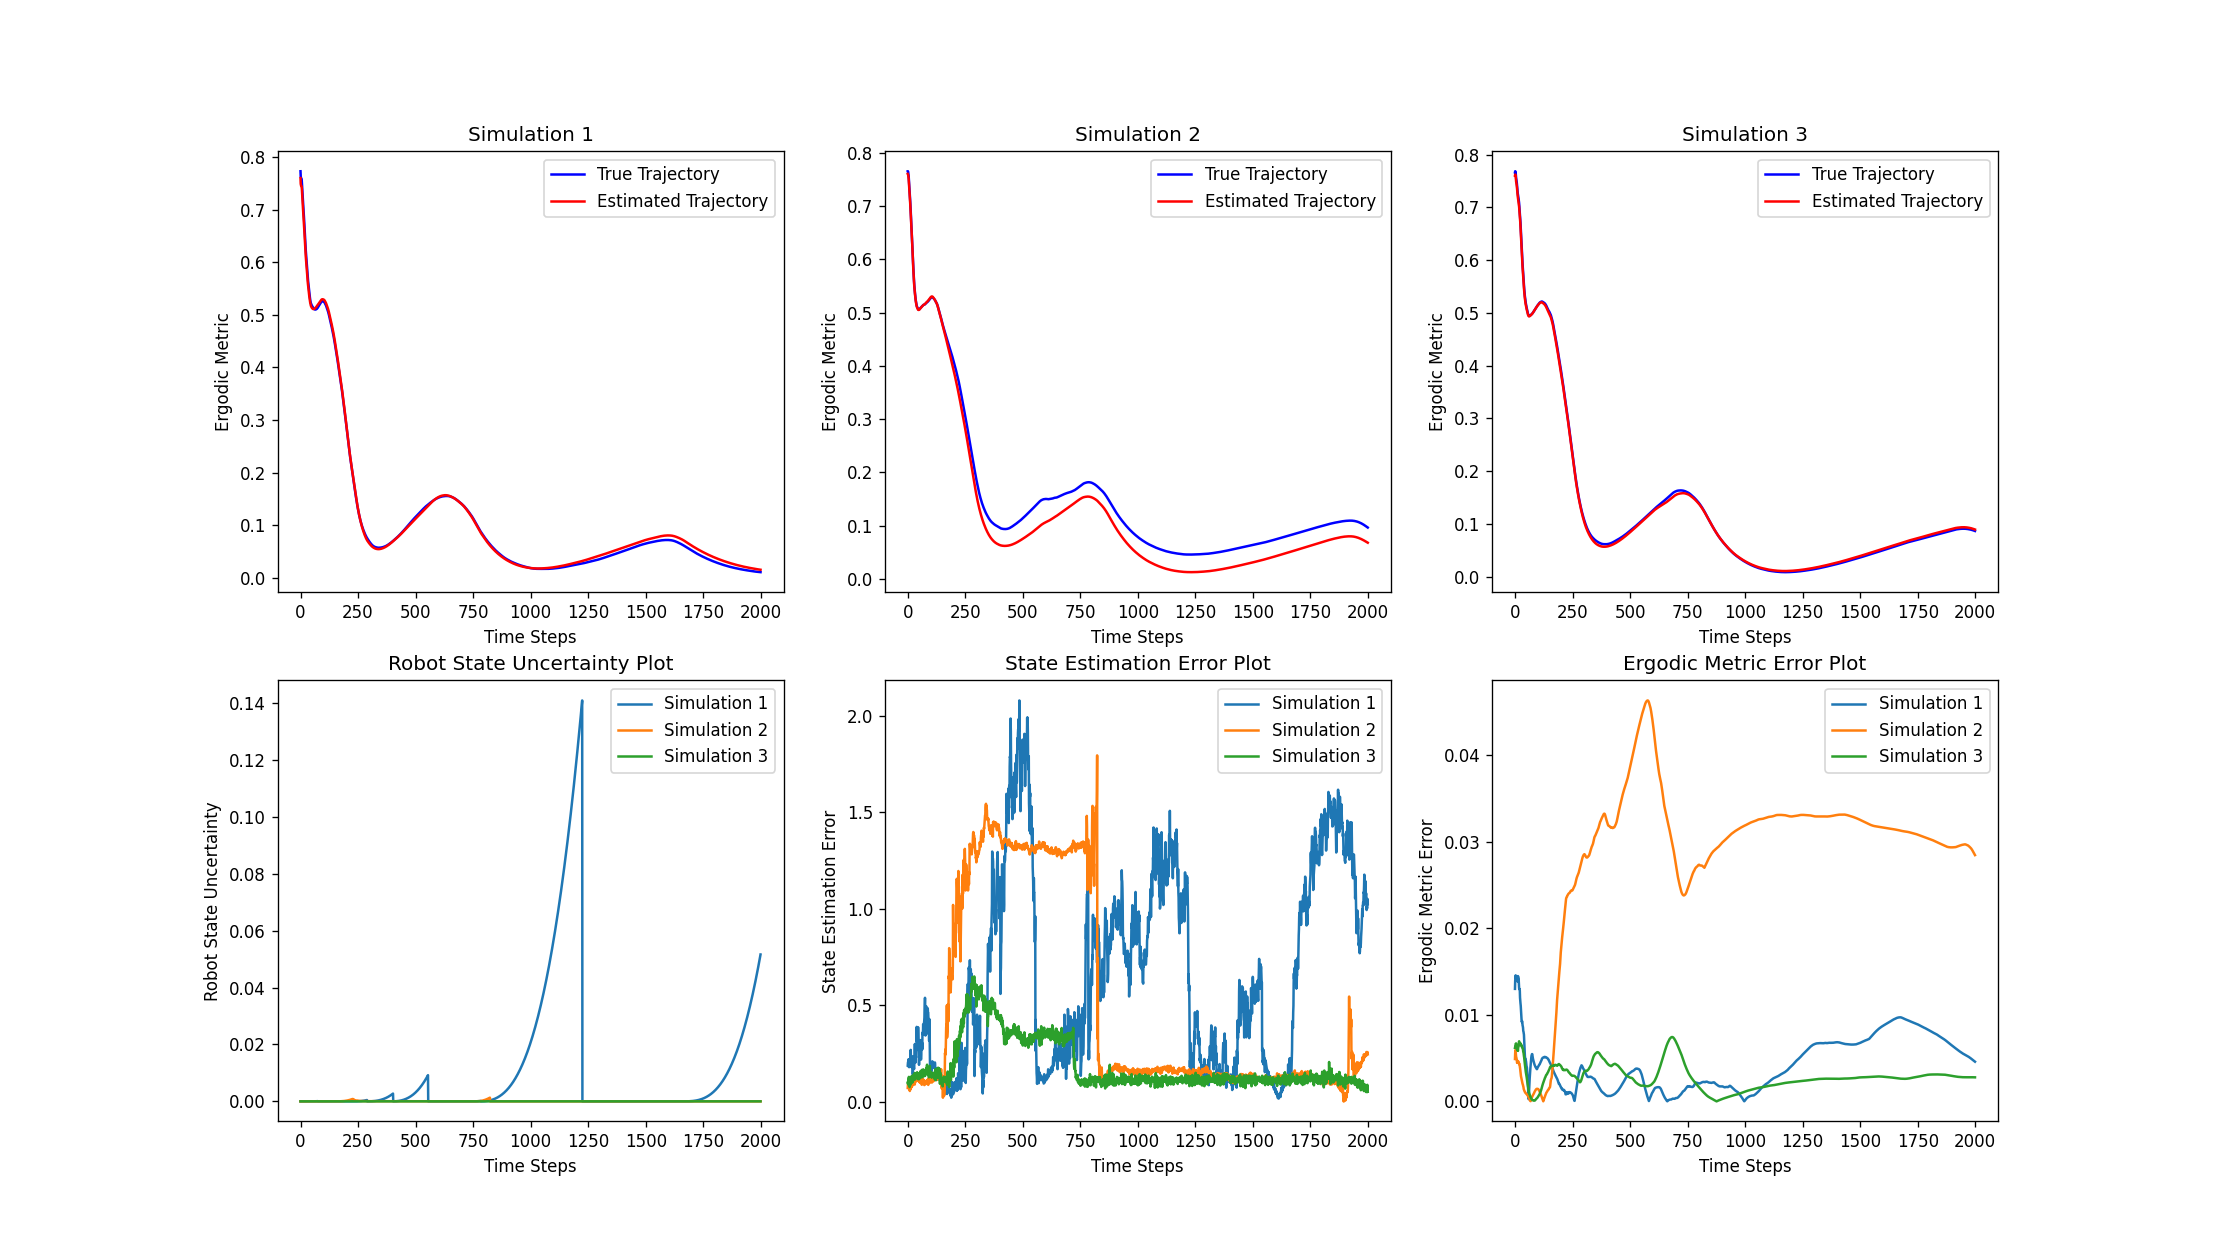 Simulation 1
Ergodic Metric
0.8
0.7
0.6
0.5
0.4
0.3
0.2
0.1
0.0
True Trajectory
Estimated Trajectory
0 250 500 750 1000 1250 1500 1750 2000
Time Steps
Simulation 2
Ergodic Metric
0.8
0.7
0.6
0.5
0.4
0.3
0.2
0.1
0.0
True Trajectory
Estimated Trajectory
0 250 500 750 1000 1250 1500 1750 2000
Time Steps
Simulation 3
Ergodic Metric
0.8
0.7
0.6
0.5
0.4
0.3
0.2
0.1
0.0
True Trajectory
Estimated Trajectory
0 250 500 750 1000 1250 1500 1750 2000
Time Steps
Robot State Uncertainty Plot
Robot State Uncertainty
0.14
0.12
0.10
0.08
0.06
0.04
0.02
0.00
Simulation 1
Simulation 2
Simulation 3
0 250 500 750 1000 1250 1500 1750 2000
Time Steps
State Estimation Error Plot
State Estimation Error
2.0
1.5
1.0
0.5
0.0
Simulation 1
Simulation 2
Simulation 3
0 250 500 750 1000 1250 1500 1750 2000
Time Steps
Ergodic Metric Error Plot
Ergodic Metric Error
0.04
0.03
0.02
0.01
0.00
Simulation 1
Simulation 2
Simulation 3
0 250 500 750 1000 1250 1500 1750 2000
Time Steps